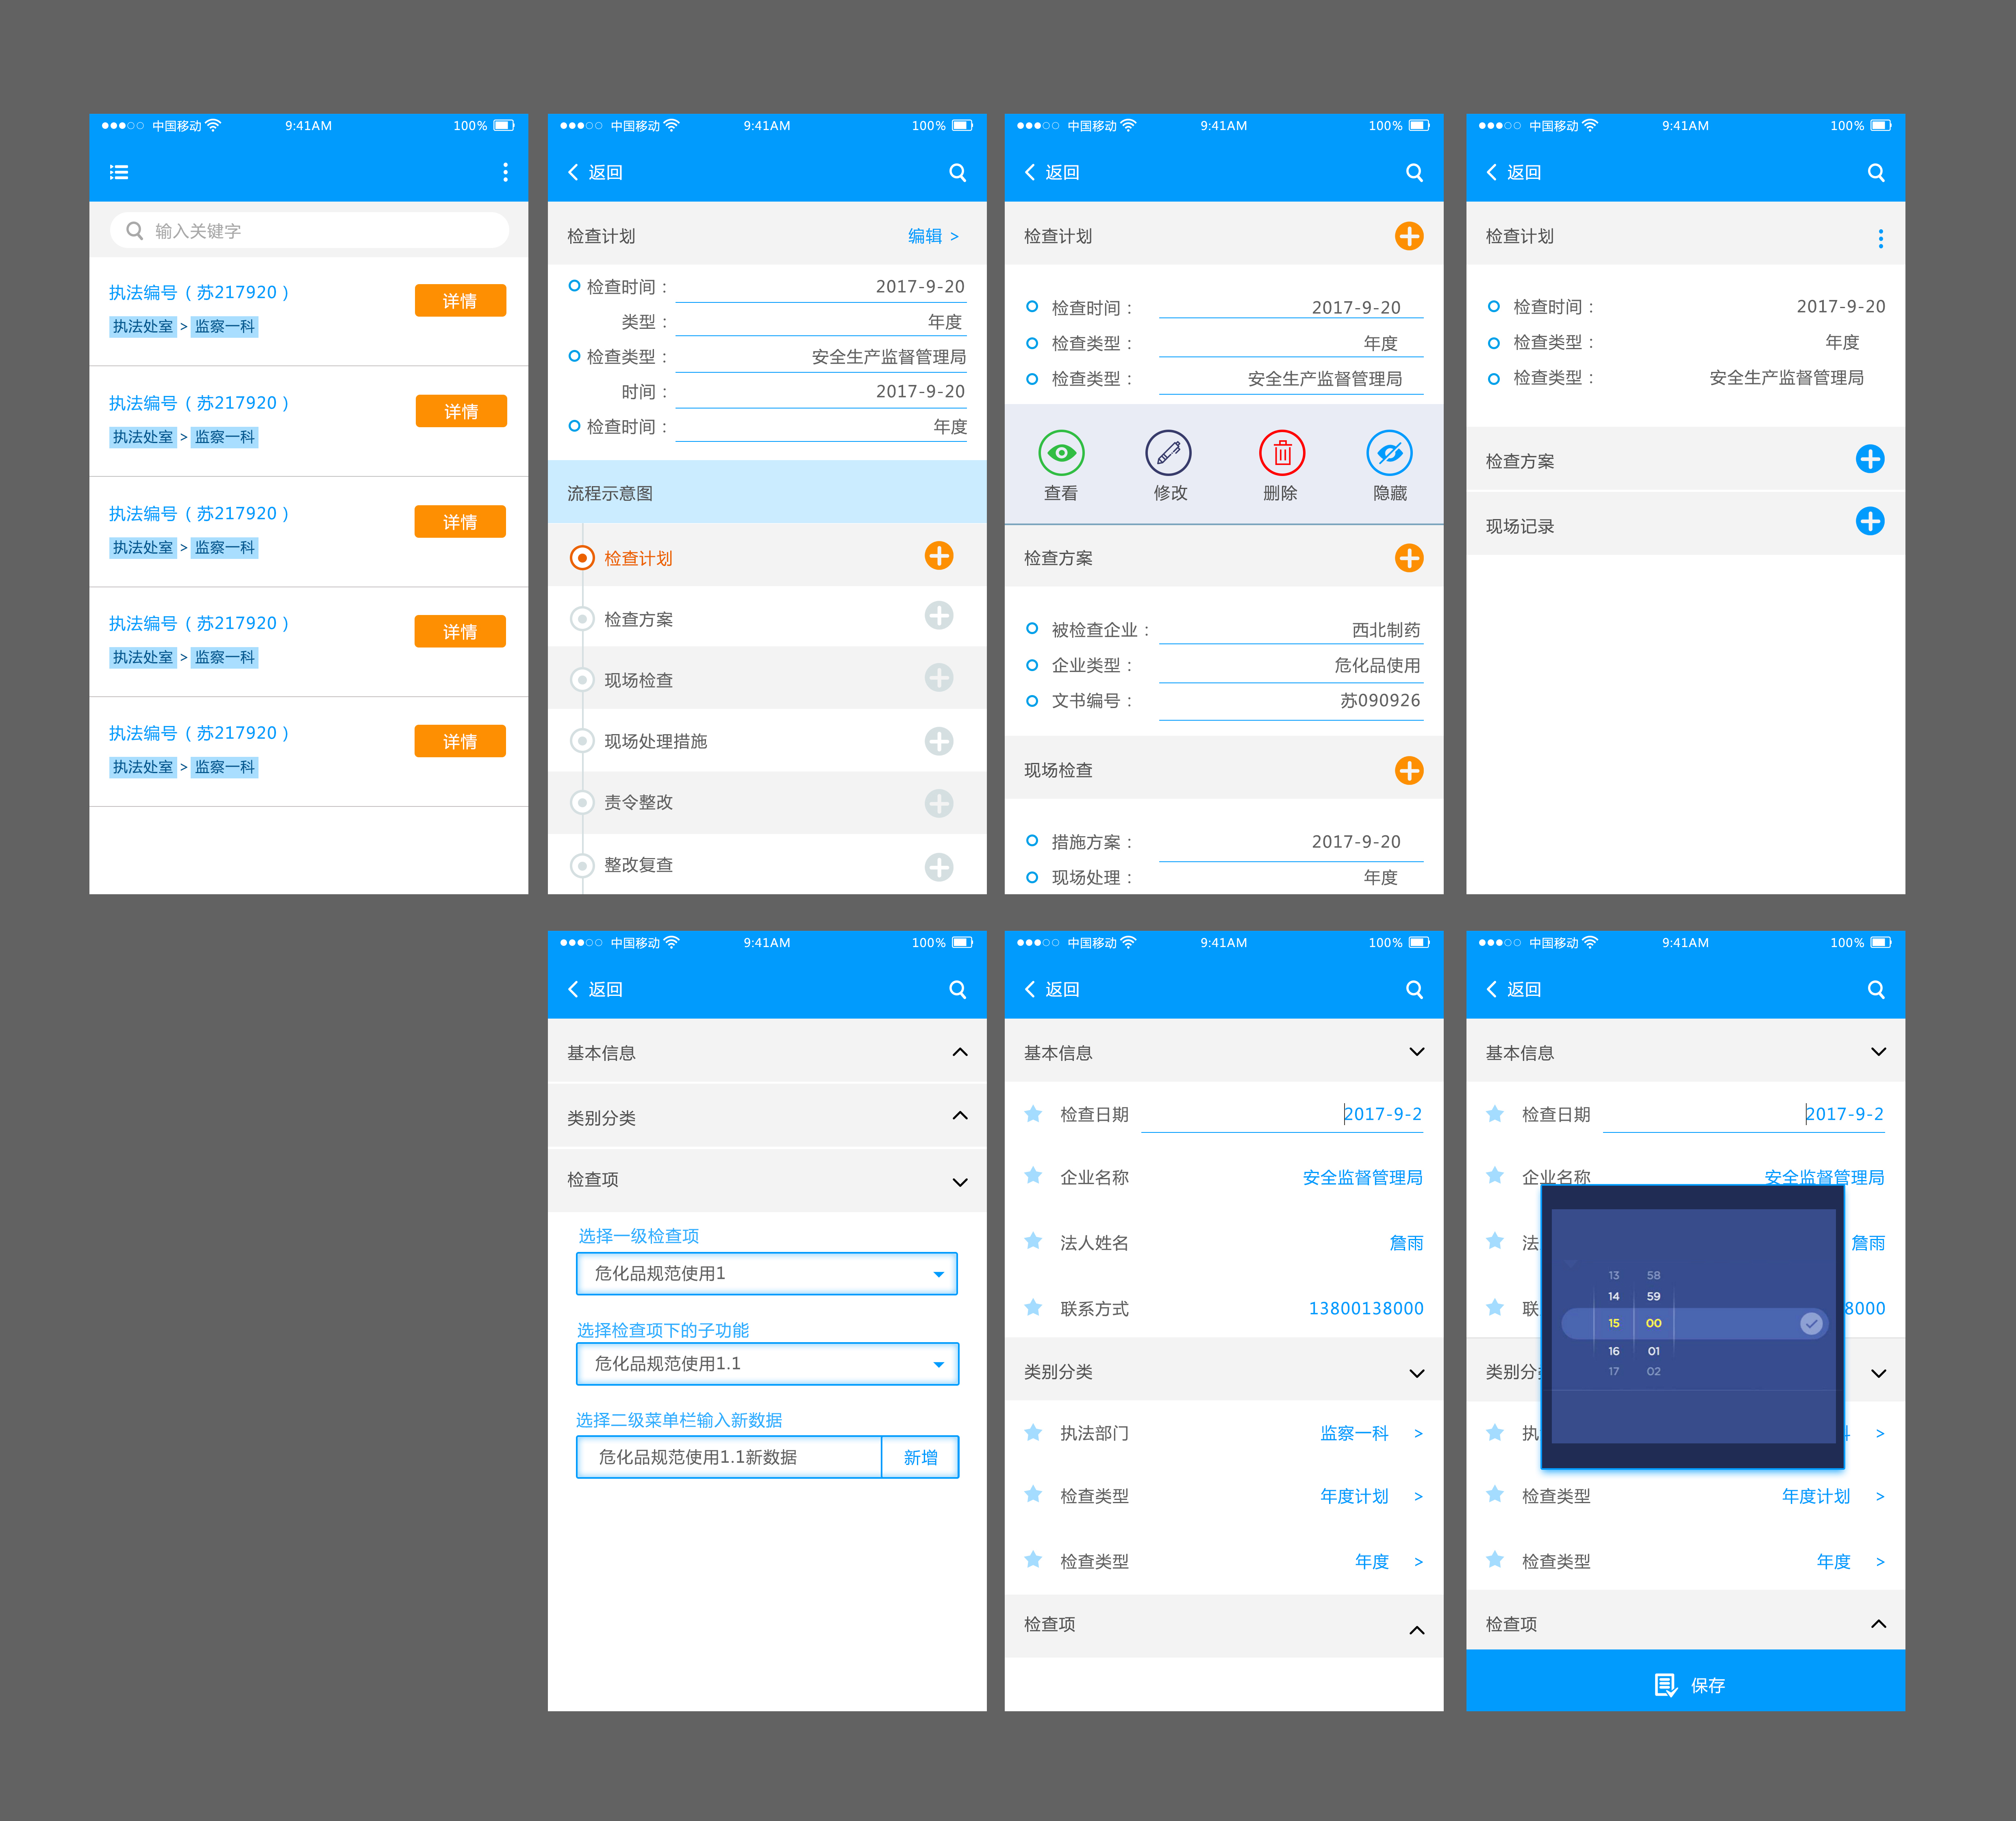 中国移动 9:41AM 100%
输入关键字
执法编号（苏217920） 详情
执法处室 > 监察一科
执法编号（苏217920） 详情
执法处室 > 监察一科
执法编号（苏217920） 详情
执法处室 > 监察一科
执法编号（苏217920） 详情
执法处室 > 监察一科
执法编号（苏217920） 详情
执法处室 > 监察一科
中国移动 9:41AM 100%
返回
检查计划 编辑 >
检查时间： 2017-9-20
类型： 年度
检查类型： 安全生产监督管理局
时间： 2017-9-20
检查时间： 年度
流程示意图
检查计划
检查方案
现场检查
现场处理措施
责令整改
整改复查
中国移动 9:41AM 100%
返回
检查计划
检查时间： 2017-9-20
检查类型： 年度
检查类型： 安全生产监督管理局
查看 修改 删除 隐藏
检查方案
被检查企业： 西北制药
企业类型： 危化品使用
文书编号： 苏090926
现场检查
措施方案： 2017-9-20
现场处理： 年度
中国移动 9:41AM 100%
返回
检查计划
检查时间： 2017-9-20
检查类型： 年度
检查类型： 安全生产监督管理局
检查方案
现场记录
中国移动 9:41AM 100%
返回
基本信息
类别分类
检查项
选择一级检查项
危化品规范使用1
选择检查项下的子功能
危化品规范使用1.1
选择二级菜单栏输入新数据
危化品规范使用1.1新数据 新增
中国移动 9:41AM 100%
返回
基本信息
检查日期 2017-9-2
企业名称 安全监督管理局
法人姓名 詹雨
联系方式 13800138000
类别分类
执法部门 监察一科 >
检查类型 年度计划 >
检查类型 年度 >
检查项
中国移动 9:41AM 100%
返回
基本信息
检查日期 2017-9-2
企业名称 安全监督管理局
法 詹雨
联 8000
类别分
执 >
13 58
14 59
15 00
16 01
17 02
检查类型 年度计划 >
检查类型 年度 >
检查项
保存